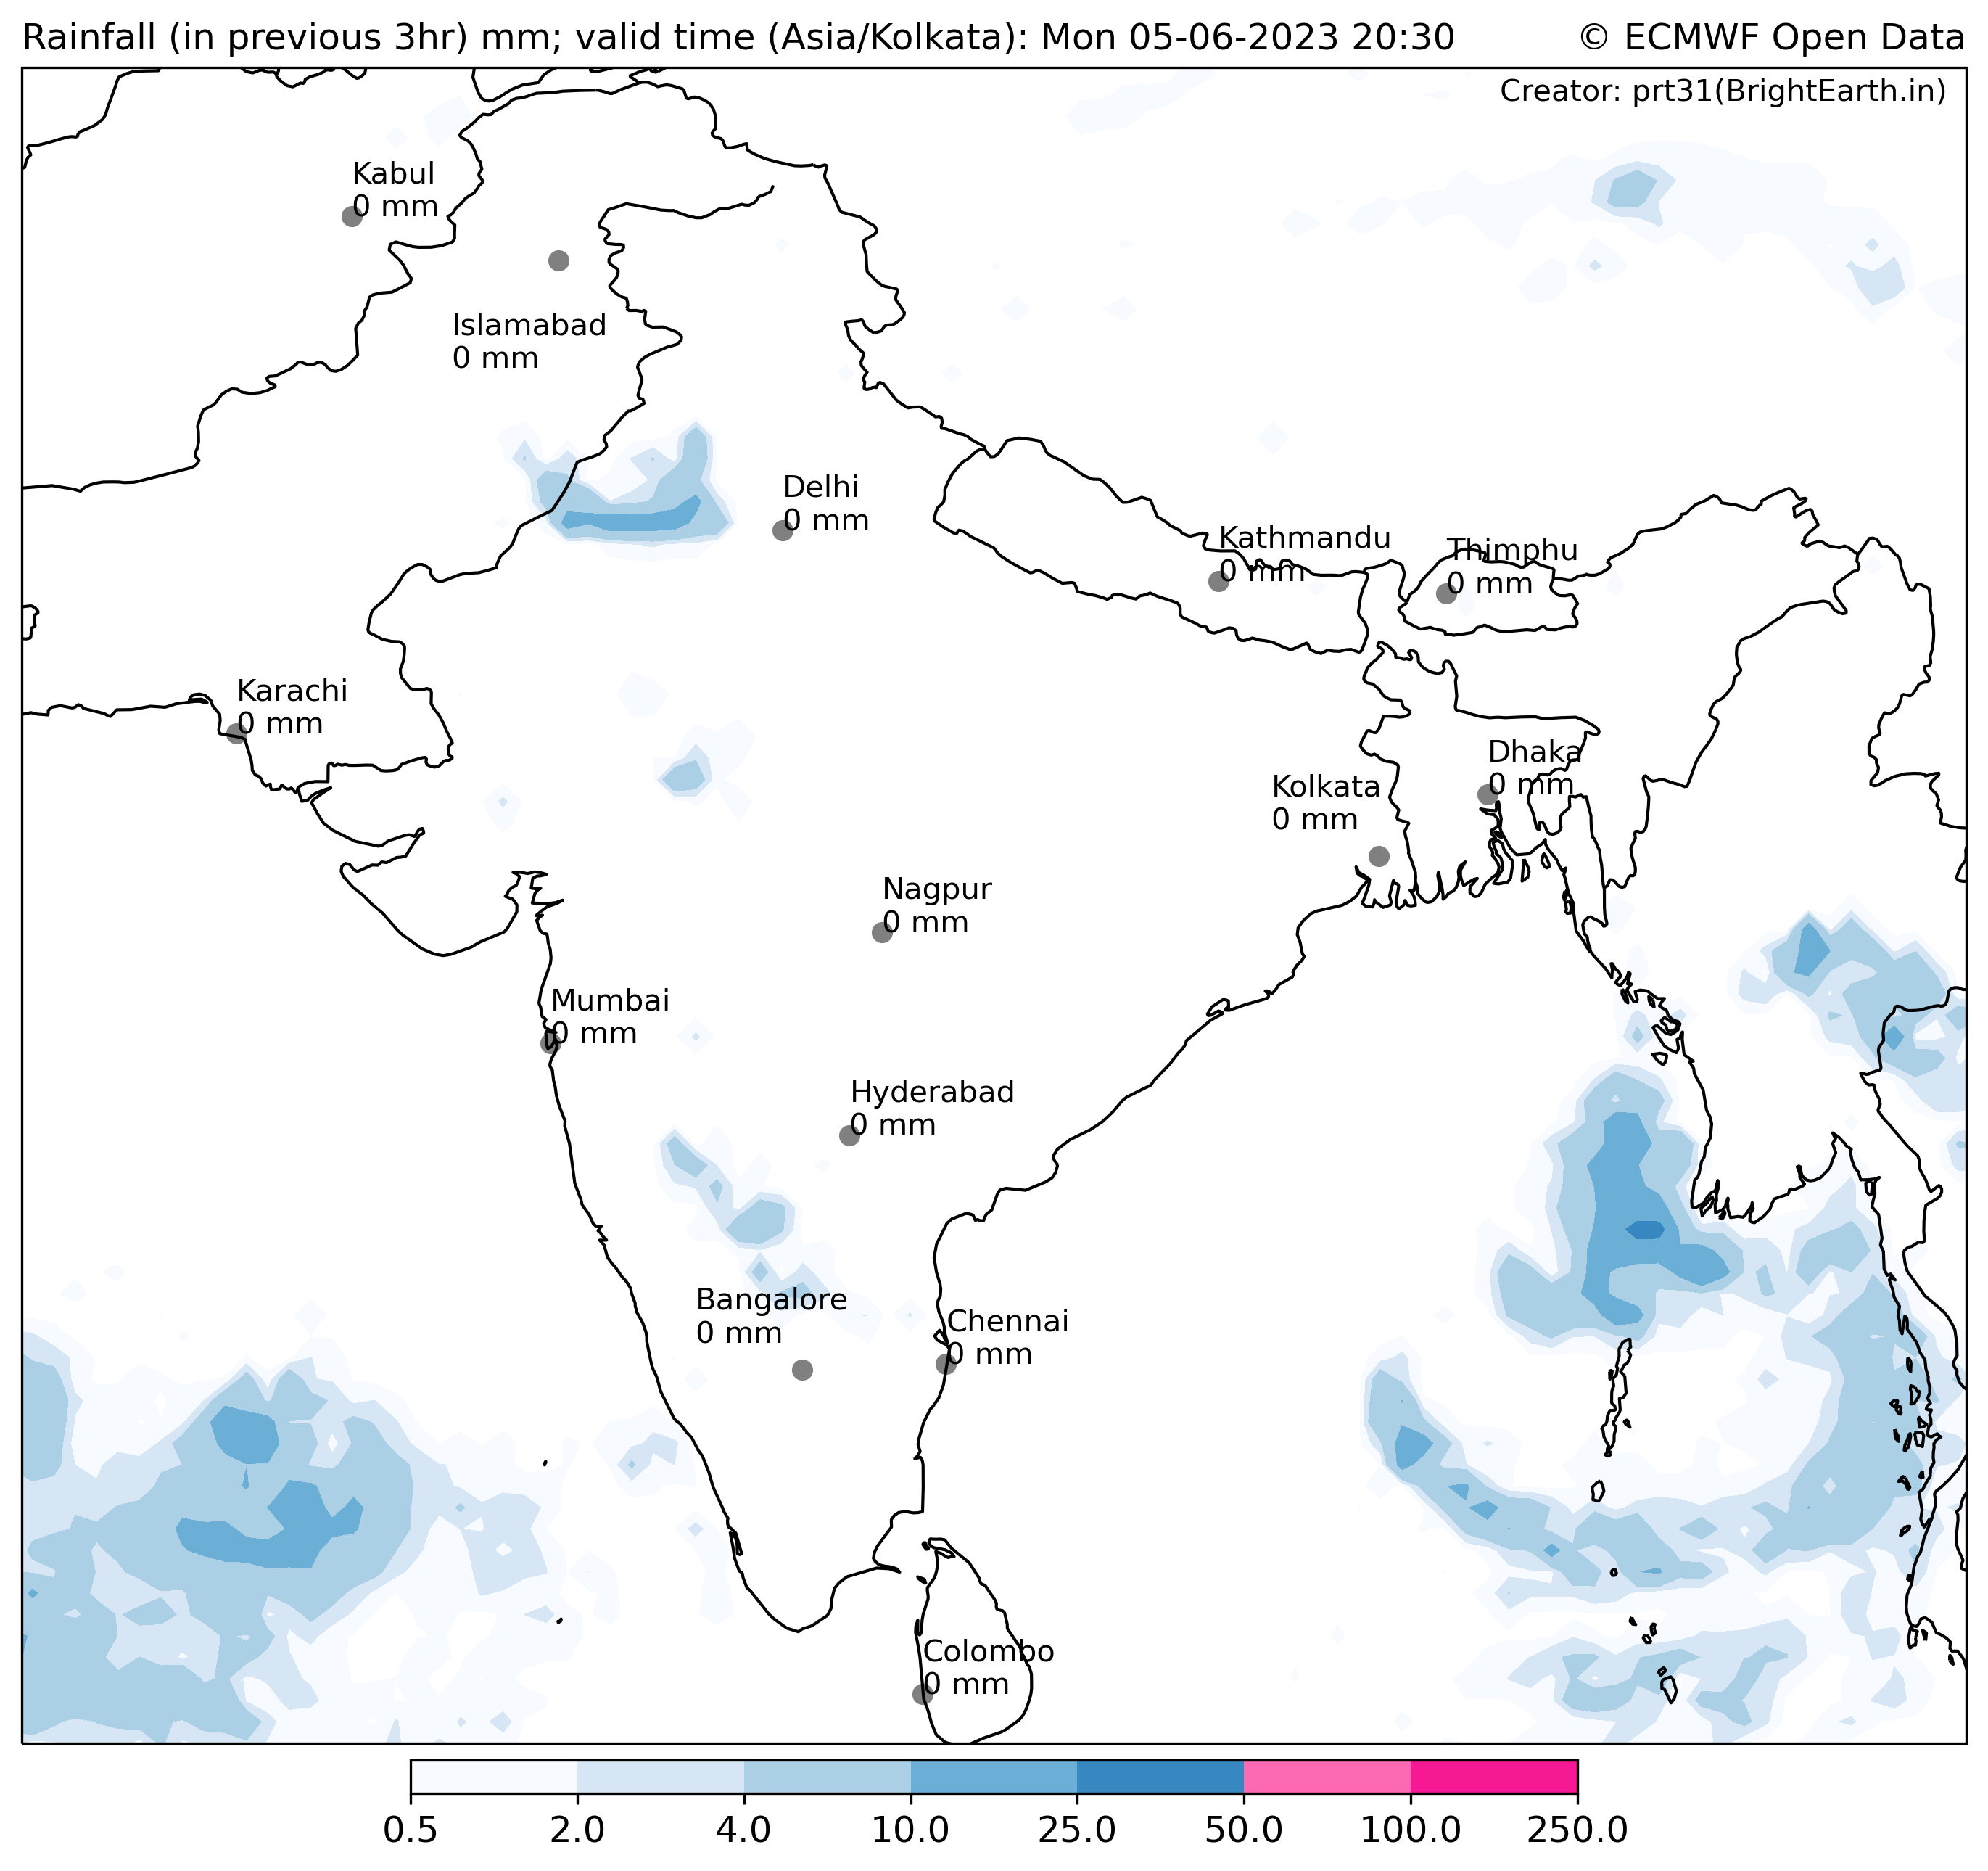 Rainfall (in previous 3hr) mm; valid time (Asia/Kolkata): Mon 05-06-2023 20:30
© ECMWF Open Data
Creator: prt31(BrightEarth.in)
Kabul
0 mm
Islamabad
0 mm
Delhi
0 mm
Kathmandu
0 mm
Thimphu
0 mm
Karachi
0 mm
Dhaka
0 mm
Kolkata
0 mm
Nagpur
0 mm
Mumbai
0 mm
Hyderabad
0 mm
Bangalore
0 mm
Chennai
0 mm
Colombo
0 mm
0.5 2.0 4.0 10.0 25.0 50.0 100.0 250.0